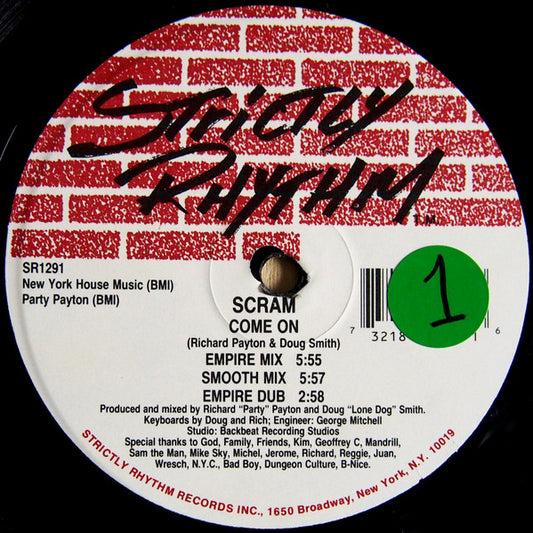 STRICTLY
RHYTHM
T.M.
SR1291
New York House Music (BMI)
Party Payton (BMI)
1
7 3218 6
SCRAM
COME ON
(Richard Payton & Doug Smith)
EMPIRE MIX 5:55
SMOOTH MIX 5:57
EMPIRE DUB 2:58
Produced and mixed by Richard "Party" Payton and Doug "Lone Dog" Smith.
Keyboards by Doug and Rich; Engineer: George Mitchell
Studio: Backbeat Recording Studios
Special thanks to God, Family, Friends, Kim, Geoffrey C, Mandrill,
Sam the Man, Mike Sky, Michel, Jerome, Richard, Reggie, Juan,
Wresch, N.Y.C., Bad Boy, Dungeon Culture, B-Nice.
STRICTLY RHYTHM RECORDS INC., 1650 Broadway, New York, N.Y. 10019